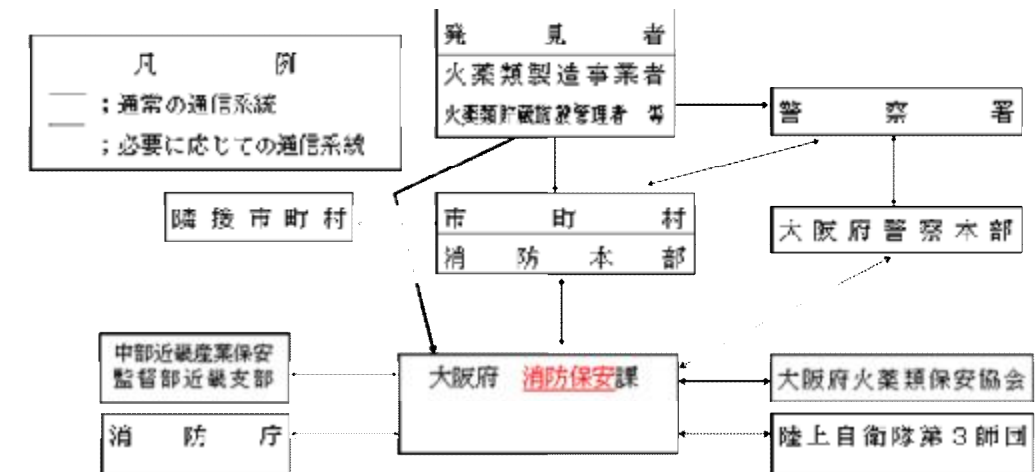 凡 例
;通常の通信系統
;必要に応じての通信系統
発見者
火薬類製造事業者
火薬類貯蔵施設管理者 等
警察署
隣接市町村
市町村
消防本部
大阪府警察本部
中部近畿産業保安
監督部近畿支部
大阪府 消防保安課
大阪府火薬類保安協会
消防庁
陸上自衛隊第3師団